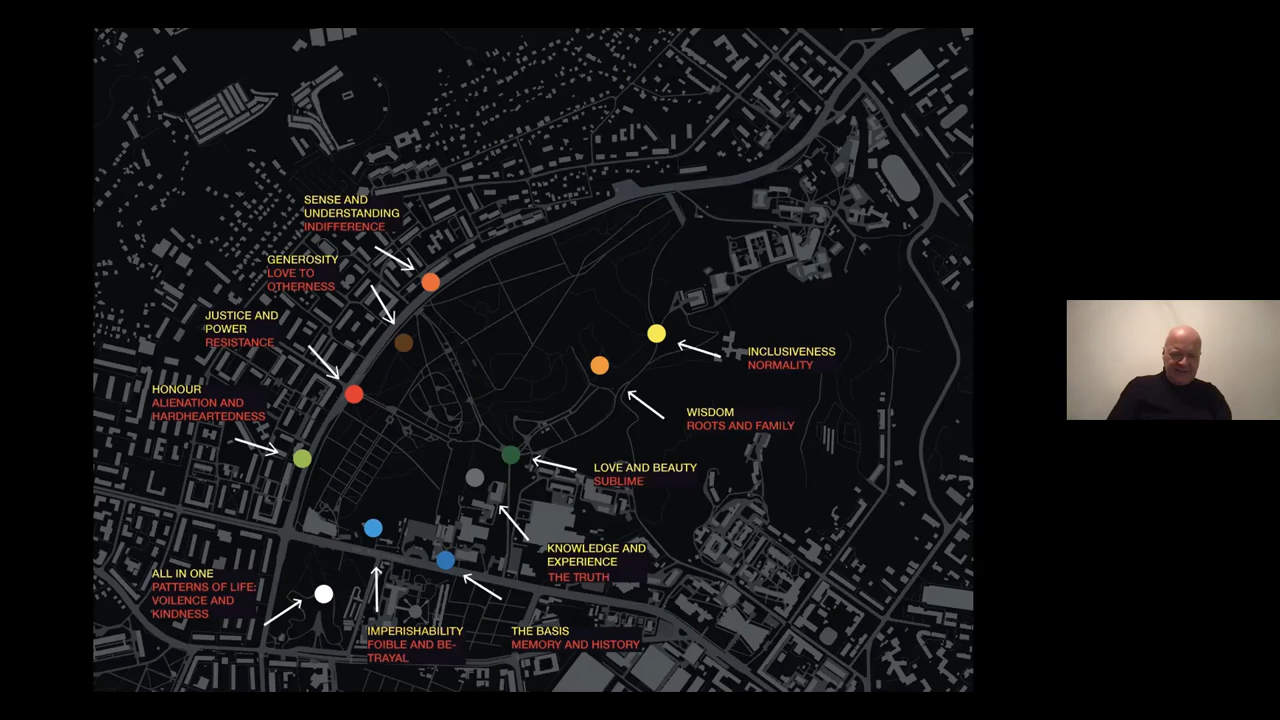 SENSE AND
UNDERSTANDING
INDIFFERENCE
GENEROSITY
LOVE TO
OTHERNESS
JUSTICE AND
POWER
RESISTANCE
HONOUR
ALIENATION AND
HARDHEARTEDNESS
INCLUSIVENESS
NORMALITY
WISDOM
ROOTS AND FAMILY
LOVE AND BEAUTY
SUBLIME
KNOWLEDGE AND
EXPERIENCE
THE TRUTH
ALL IN ONE
PATTERNS OF LIFE:
VOILENCE AND
KINDNESS
IMPERISHABILITY
FOIBLE AND BE-
TRAYAL
THE BASIS
MEMORY AND HISTORY